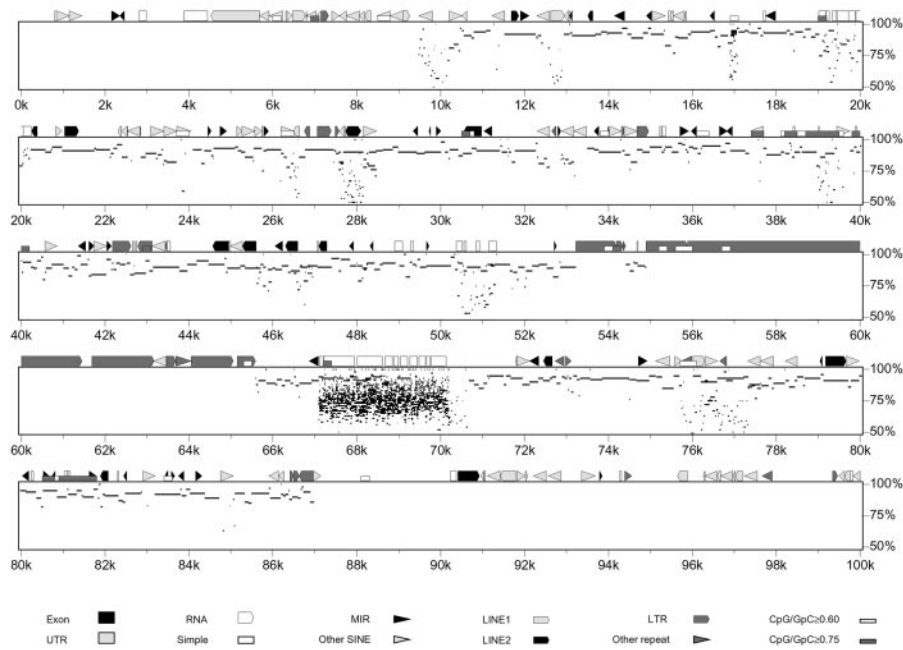 100%
75%
50%
0k 2k 4k 6k 8k 10k 12k 14k 16k 18k 20k
100%
75%
50%
20k 22k 24k 26k 28k 30k 32k 34k 36k 38k 40k
100%
75%
50%
40k 42k 44k 46k 48k 50k 52k 54k 56k 58k 60k
100%
75%
50%
60k 62k 64k 66k 68k 70k 72k 74k 76k 78k 80k
100%
75%
50%
80k 82k 84k 86k 88k 90k 92k 94k 96k 98k 100k
Exon RNA MIR LINE1 LTR CpG/GpC≥0.60
UTR Simple Other SINE LINE2 Other repeat CpG/GpC≥0.75